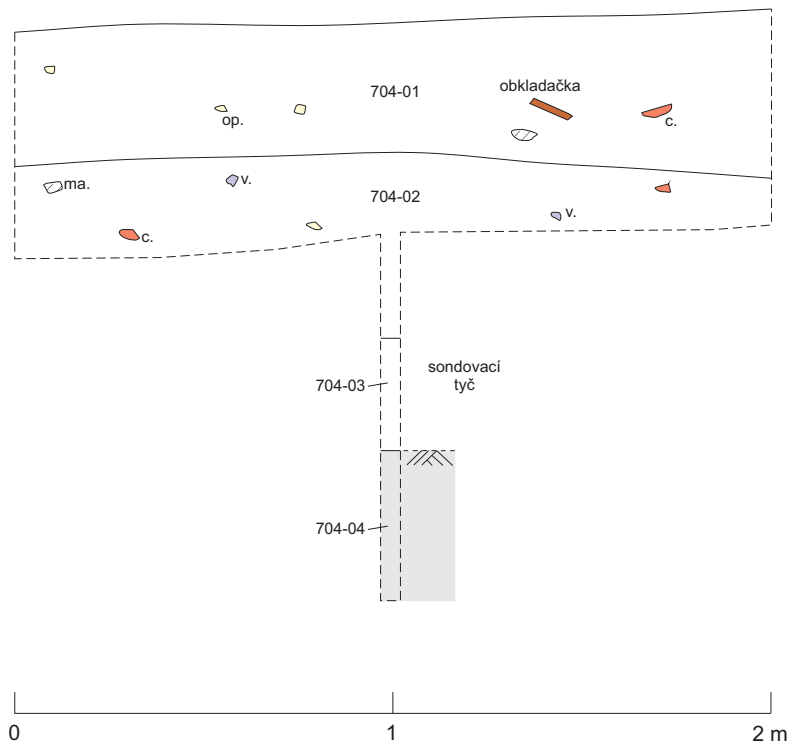 704-01
obkladačka
op.
c.
ma.
v.
704-02
v.
c.
sondovací
tyč
704-03
704-04
0
1
2 m